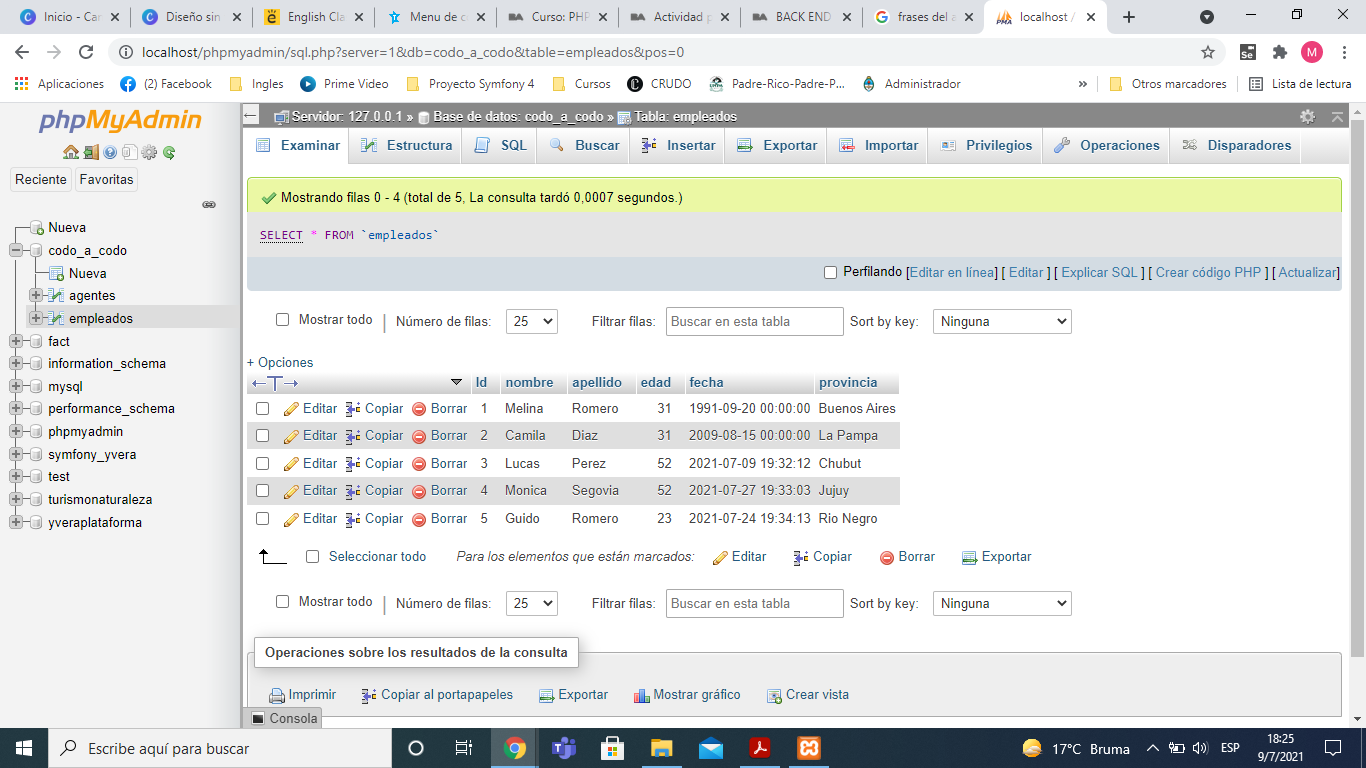 Inicio - Car
Diseño sin
English Cla
Menu de c
Curso: PHP
Actividad p
BACK END
frases del a
localhost /
localhost/phpmyadmin/sql.php?server=1&db=codo_a_codo&table=empleados&pos=0
Se
M
Aplicaciones
(2) Facebook
Ingles
Prime Video
Proyecto Symfony 4
Cursos
CRUDO
Padre-Rico-Padre-P...
Administrador
»
Otros marcadores
Lista de lectura
phpMyAdmin
Reciente
Favoritas
Nueva
codo_a_codo
Nueva
agentes
empleados
fact
information_schema
mysql
performance_schema
phpmyadmin
symfony_yvera
test
turismonaturaleza
yveraplataforma
Servidor: 127.0.0.1 » Base de datos: codo_a_codo » Tabla: empleados
Examinar Estructura SQL Buscar Insertar Exportar Importar Privilegios Operaciones Disparadores
Mostrando filas 0 - 4 (total de 5, La consulta tardó 0,0007 segundos.)
SELECT * FROM `empleados`
Perfilando [Editar en línea] [ Editar ] [ Explicar SQL ] [ Crear código PHP ] [ Actualizar]
Mostrar todo | Número de filas: 25 Filtrar filas: Buscar en esta tabla Sort by key: Ninguna
+ Opciones
←T→ Id nombre apellido edad fecha provincia
Editar Copiar Borrar 1 Melina Romero 31 1991-09-20 00:00:00 Buenos Aires
Editar Copiar Borrar 2 Camila Diaz 31 2009-08-15 00:00:00 La Pampa
Editar Copiar Borrar 3 Lucas Perez 52 2021-07-09 19:32:12 Chubut
Editar Copiar Borrar 4 Monica Segovia 52 2021-07-27 19:33:03 Jujuy
Editar Copiar Borrar 5 Guido Romero 23 2021-07-24 19:34:13 Rio Negro
Seleccionar todo Para los elementos que están marcados: Editar Copiar Borrar Exportar
Mostrar todo | Número de filas: 25 Filtrar filas: Buscar en esta tabla Sort by key: Ninguna
Operaciones sobre los resultados de la consulta
Imprimir Copiar al portapapeles Exportar Mostrar gráfico Crear vista
Consola
Escribe aquí para buscar
17°C Bruma
ESP
18:25
9/7/2021